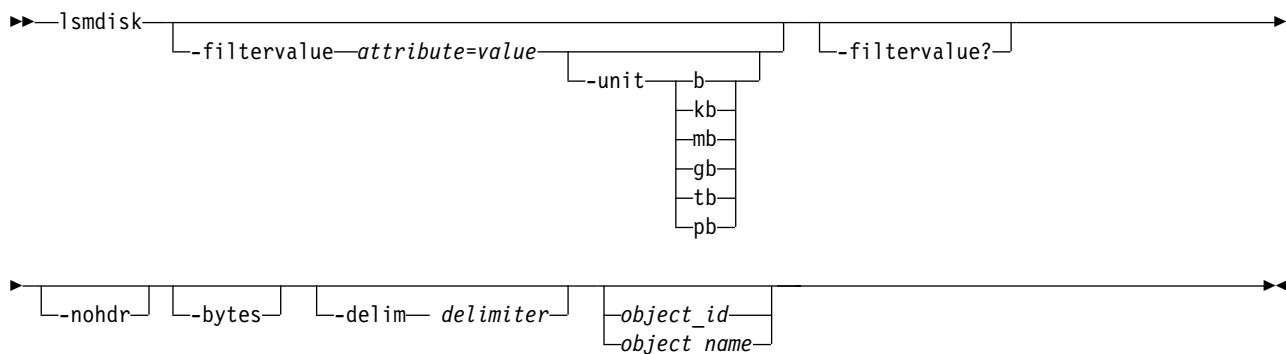 lsmdisk
-filtervalue attribute=value
-filtervalue?
-unit b
kb
mb
gb
tb
pb
-nohdr
-bytes
-delim delimiter
object_id
object name